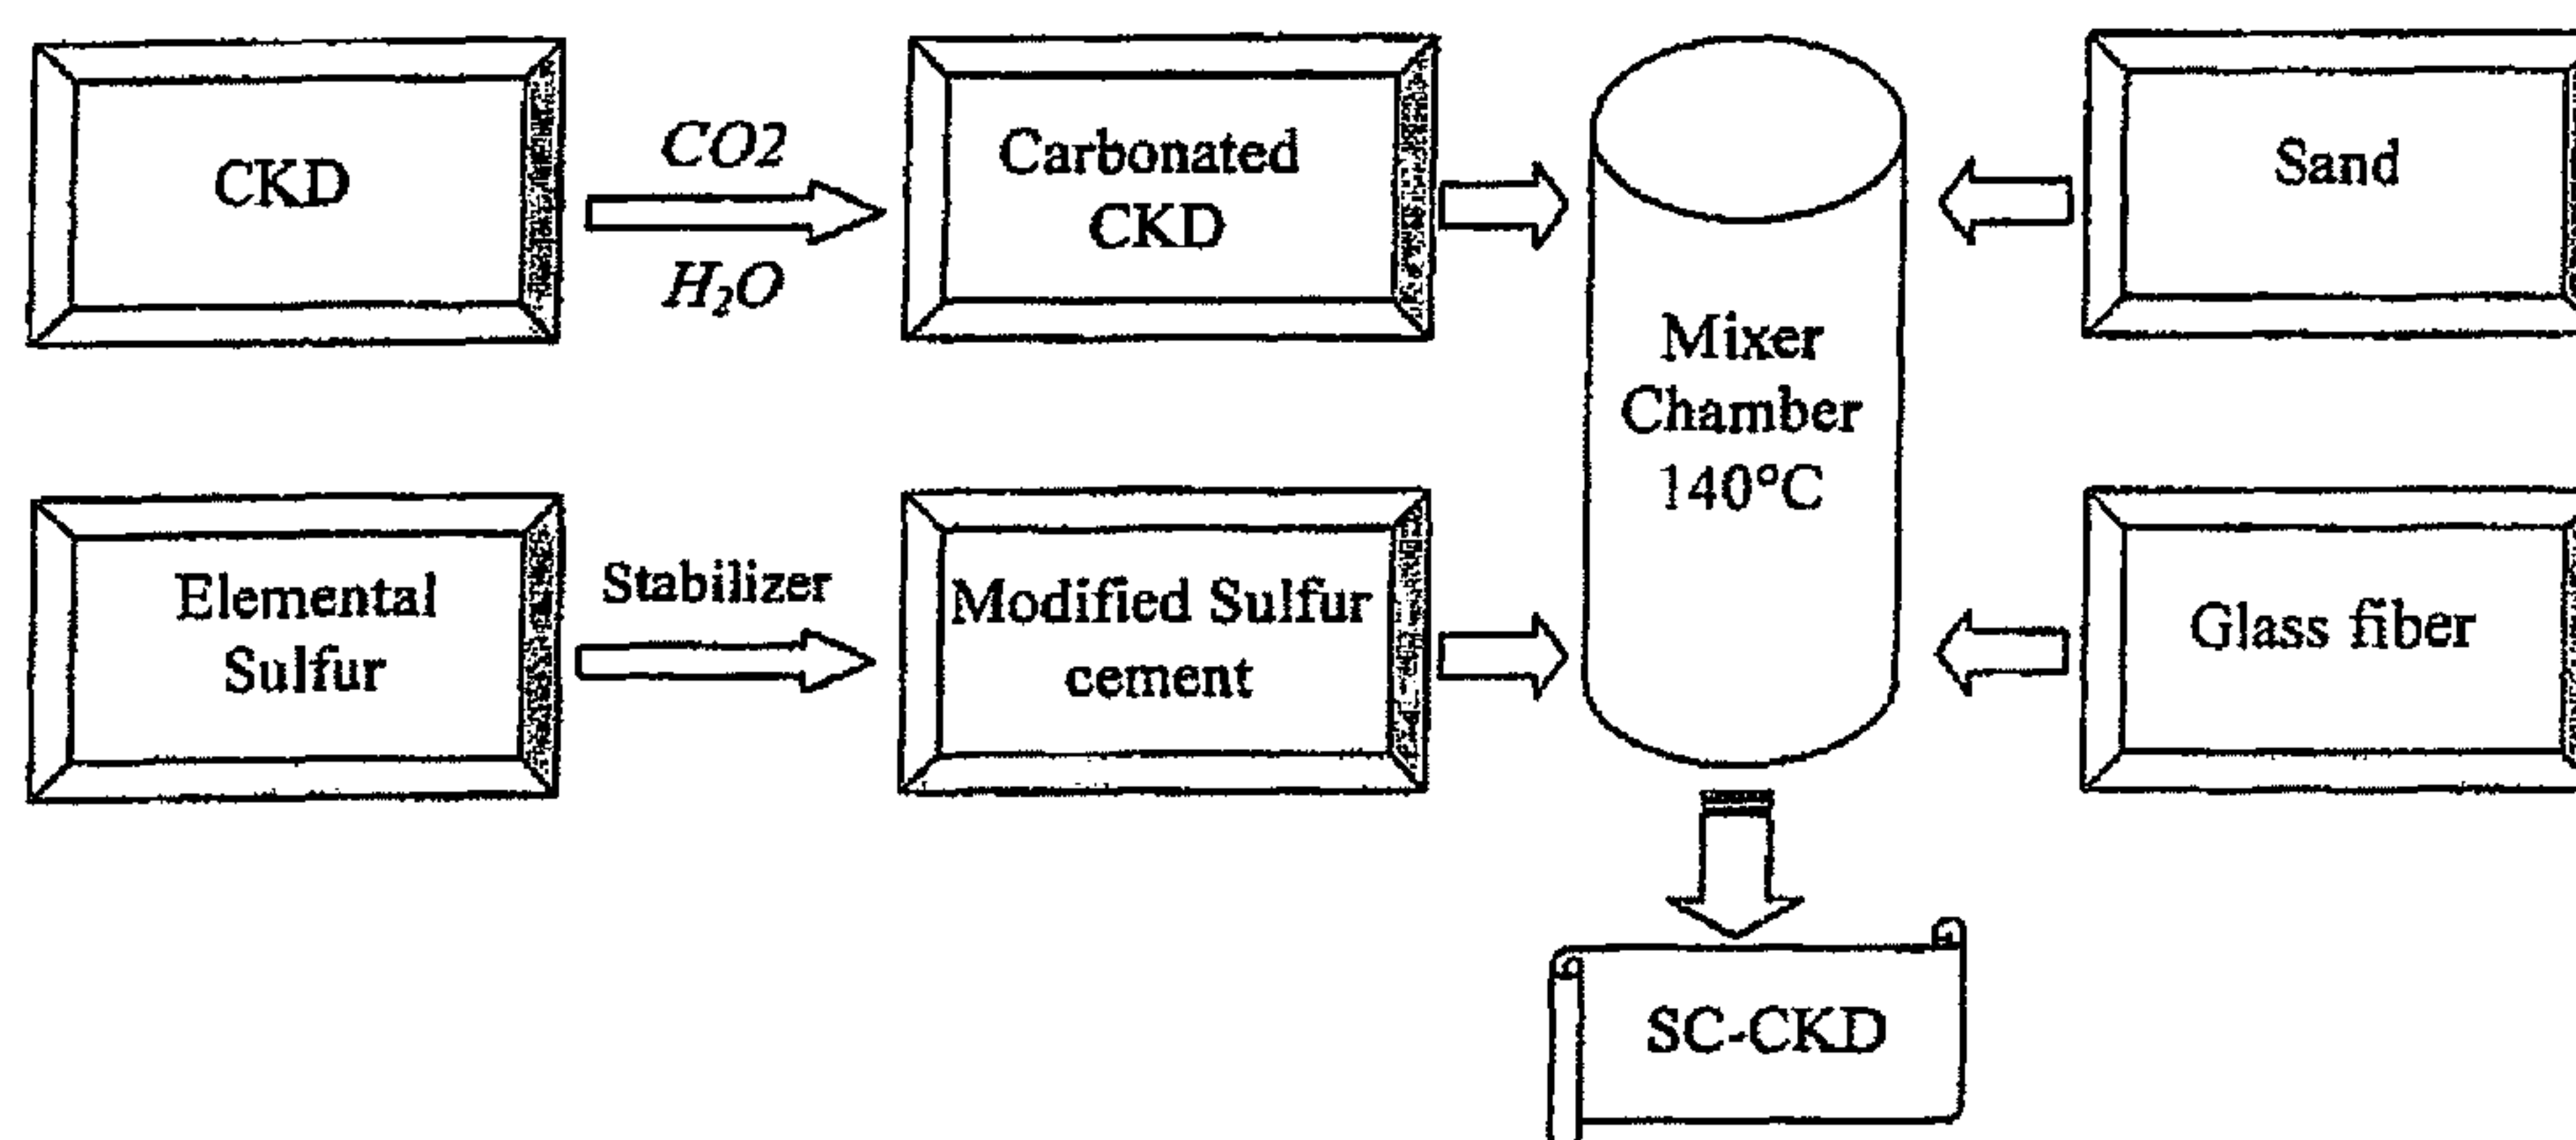 CKD
CO2
H₂O
Carbonated
CKD
Mixer
Chamber
140°C
Sand
Elemental
Sulfur
Stabilizer
Modified Sulfur
cement
Glass fiber
SC-CKD